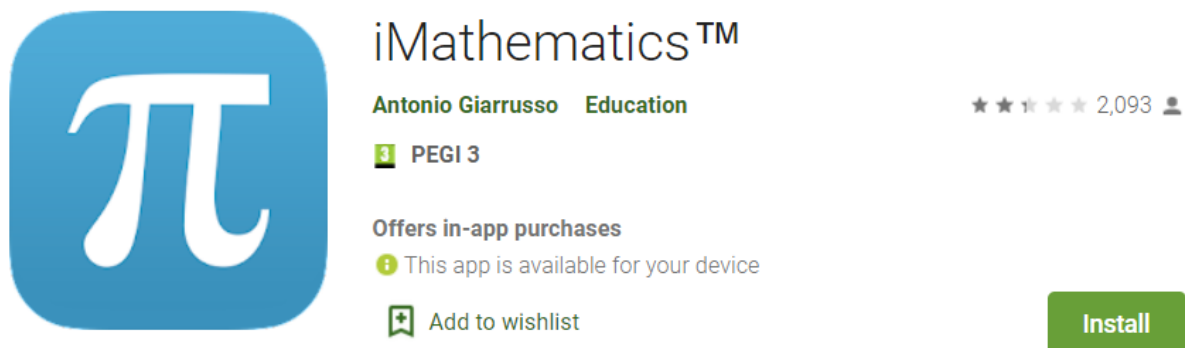 π
iMathematics™
Antonio Giarrusso Education
2,093
3 PEGI 3
Offers in-app purchases
This app is available for your device
Add to wishlist
Install